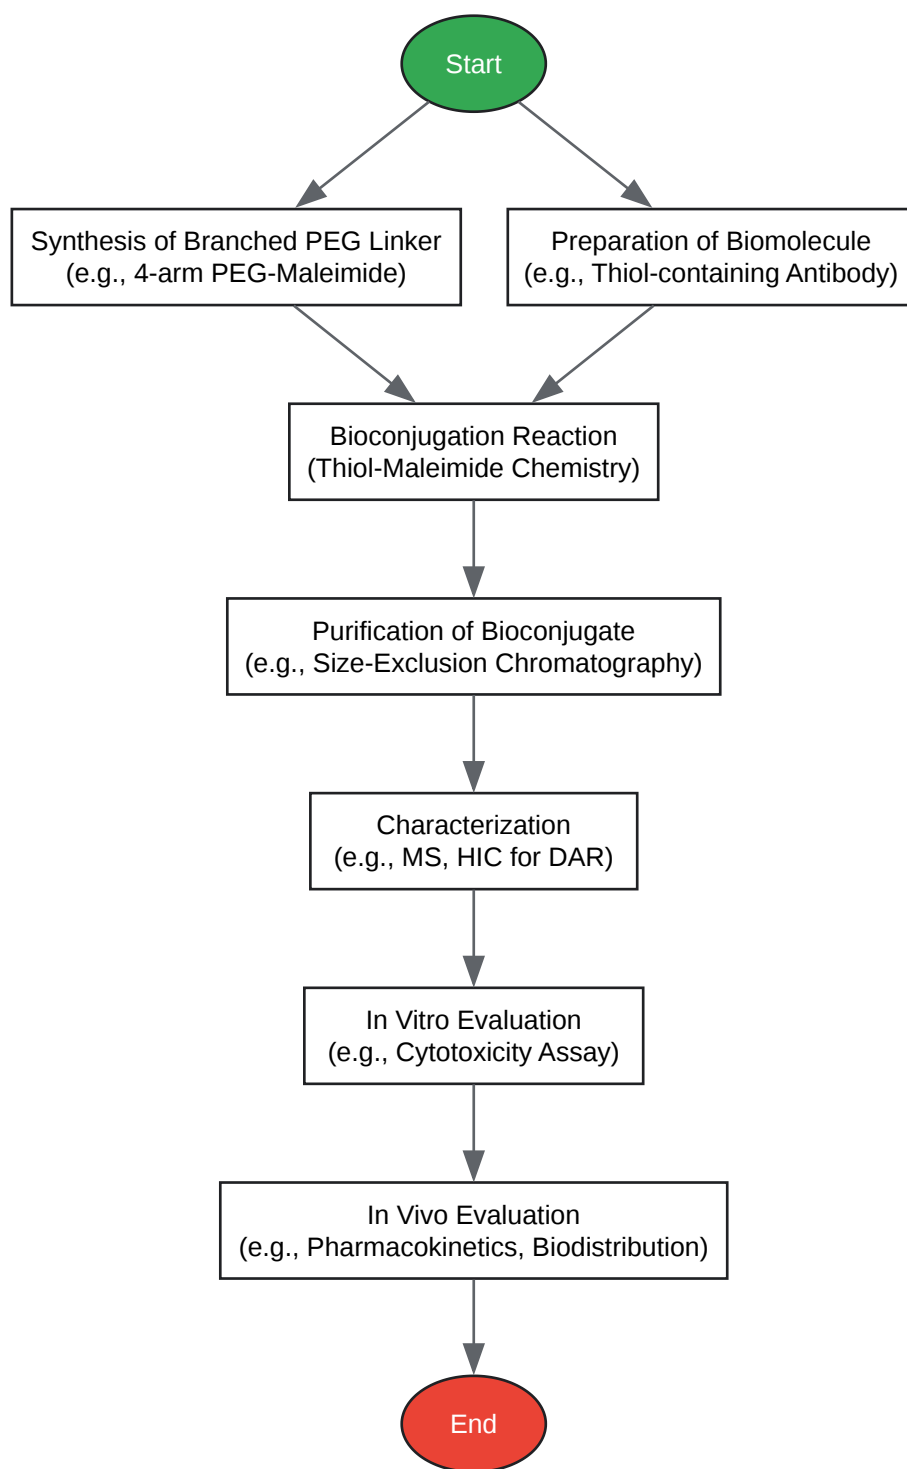 Start
Synthesis of Branched PEG Linker
(e.g., 4-arm PEG-Maleimide)
Preparation of Biomolecule
(e.g., Thiol-containing Antibody)
Bioconjugation Reaction
(Thiol-Maleimide Chemistry)
Purification of Bioconjugate
(e.g., Size-Exclusion Chromatography)
Characterization
(e.g., MS, HIC for DAR)
In Vitro Evaluation
(e.g., Cytotoxicity Assay)
In Vivo Evaluation
(e.g., Pharmacokinetics, Biodistribution)
End